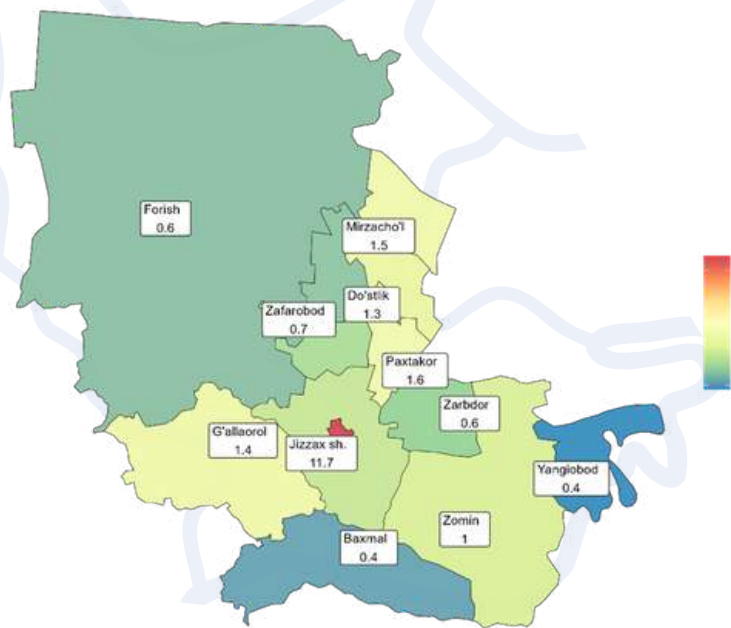 Forish
0.6
Mirzacho'l
1.5
Do'stlik
1.3
Zafarobod
0.7
Paxtakor
1.6
Zarbdor
0.6
G'allaorol
1.4
Jizzax sh.
11.7
Yangiobod
0.4
Zomin
1
Baxmal
0.4